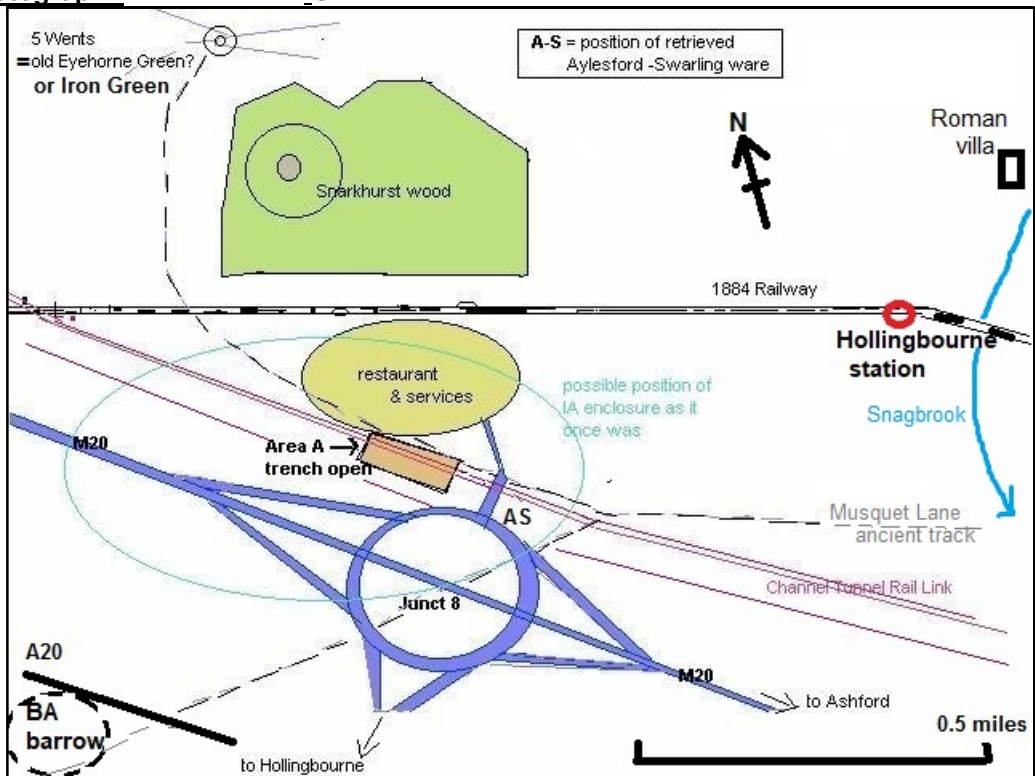 5 Wents
=old Eyehorne Green?
or Iron Green
A-S = position of retrieved
Aylesford -Swarling ware
N
Roman
villa
Snarkhurst wood
1884 Railway
Hollingbourne
station
restaurant
& services
possible position of
IA enclosure as it
once was
Snagbrook
M20
Area A
trench open
AS
Musquet Lane
ancient track
Channel Tunnel Rail Link
Junct 8
A20
M20
BA
barrow
to Ashford
0.5 miles
to Hollingbourne